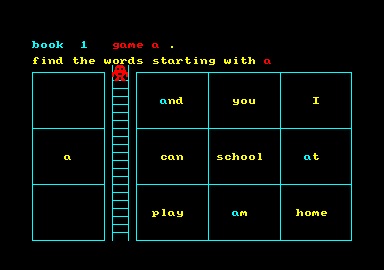 book 1 game a .
find the words starting with a
and you I
a can school at
play am home